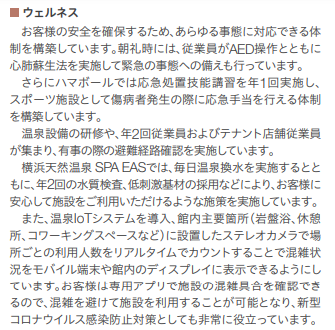 ■ ウェルネス
　お客様の安全を確保するため、あらゆる事態に対応できる体
制を構築しています。朝礼時には、従業員がAED操作とともに
心肺蘇生法を実施して緊急の事態への備えも行っています。
　さらにハマボールでは応急処置技能講習を年1回実施し、
スポーツ施設として傷病者発生の際に応急手当を行える体制
を構築しています。
　温泉設備の研修や、年2回従業員およびテナント店舗従業員
が集まり、有事の際の避難経路確認を実施しています。
　横浜天然温泉 SPA EASでは、毎日温泉換水を実施するとと
もに、年2回の水質検査、低刺激基材の採用などにより、お客様に
安心して施設をご利用いただけるような施策を実施しています。
　また、温泉IoTシステムを導入、館内主要箇所（岩盤浴、休憩
所、コワーキングスペースなど）に設置したステレオカメラで場
所ごとの利用人数をリアルタイムでカウントすることで混雑状
況をモバイル端末や館内のディスプレイに表示できるようにし
ています。お客様は専用アプリで施設の混雑具合を確認でき
るので、混雑を避けて施設を利用することが可能となり、新型
コロナウイルス感染防止対策としても非常に役立っています。